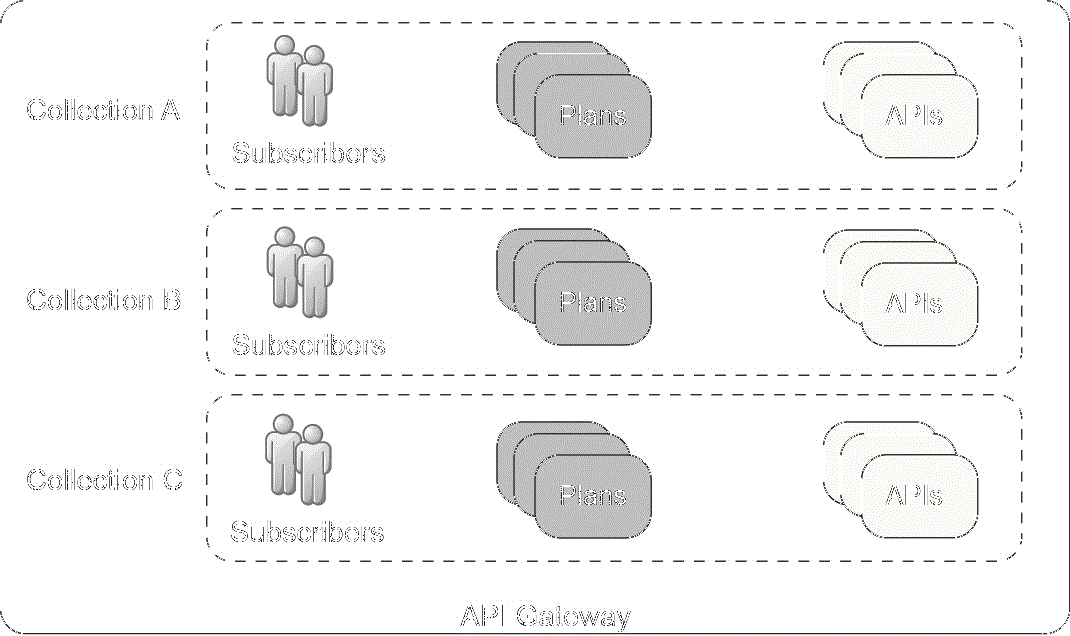 Collection A
Subscribers
Plans
APIs
Collection B
Subscribers
Plans
APIs
Collection C
Subscribers
Plans
APIs
API Gateway